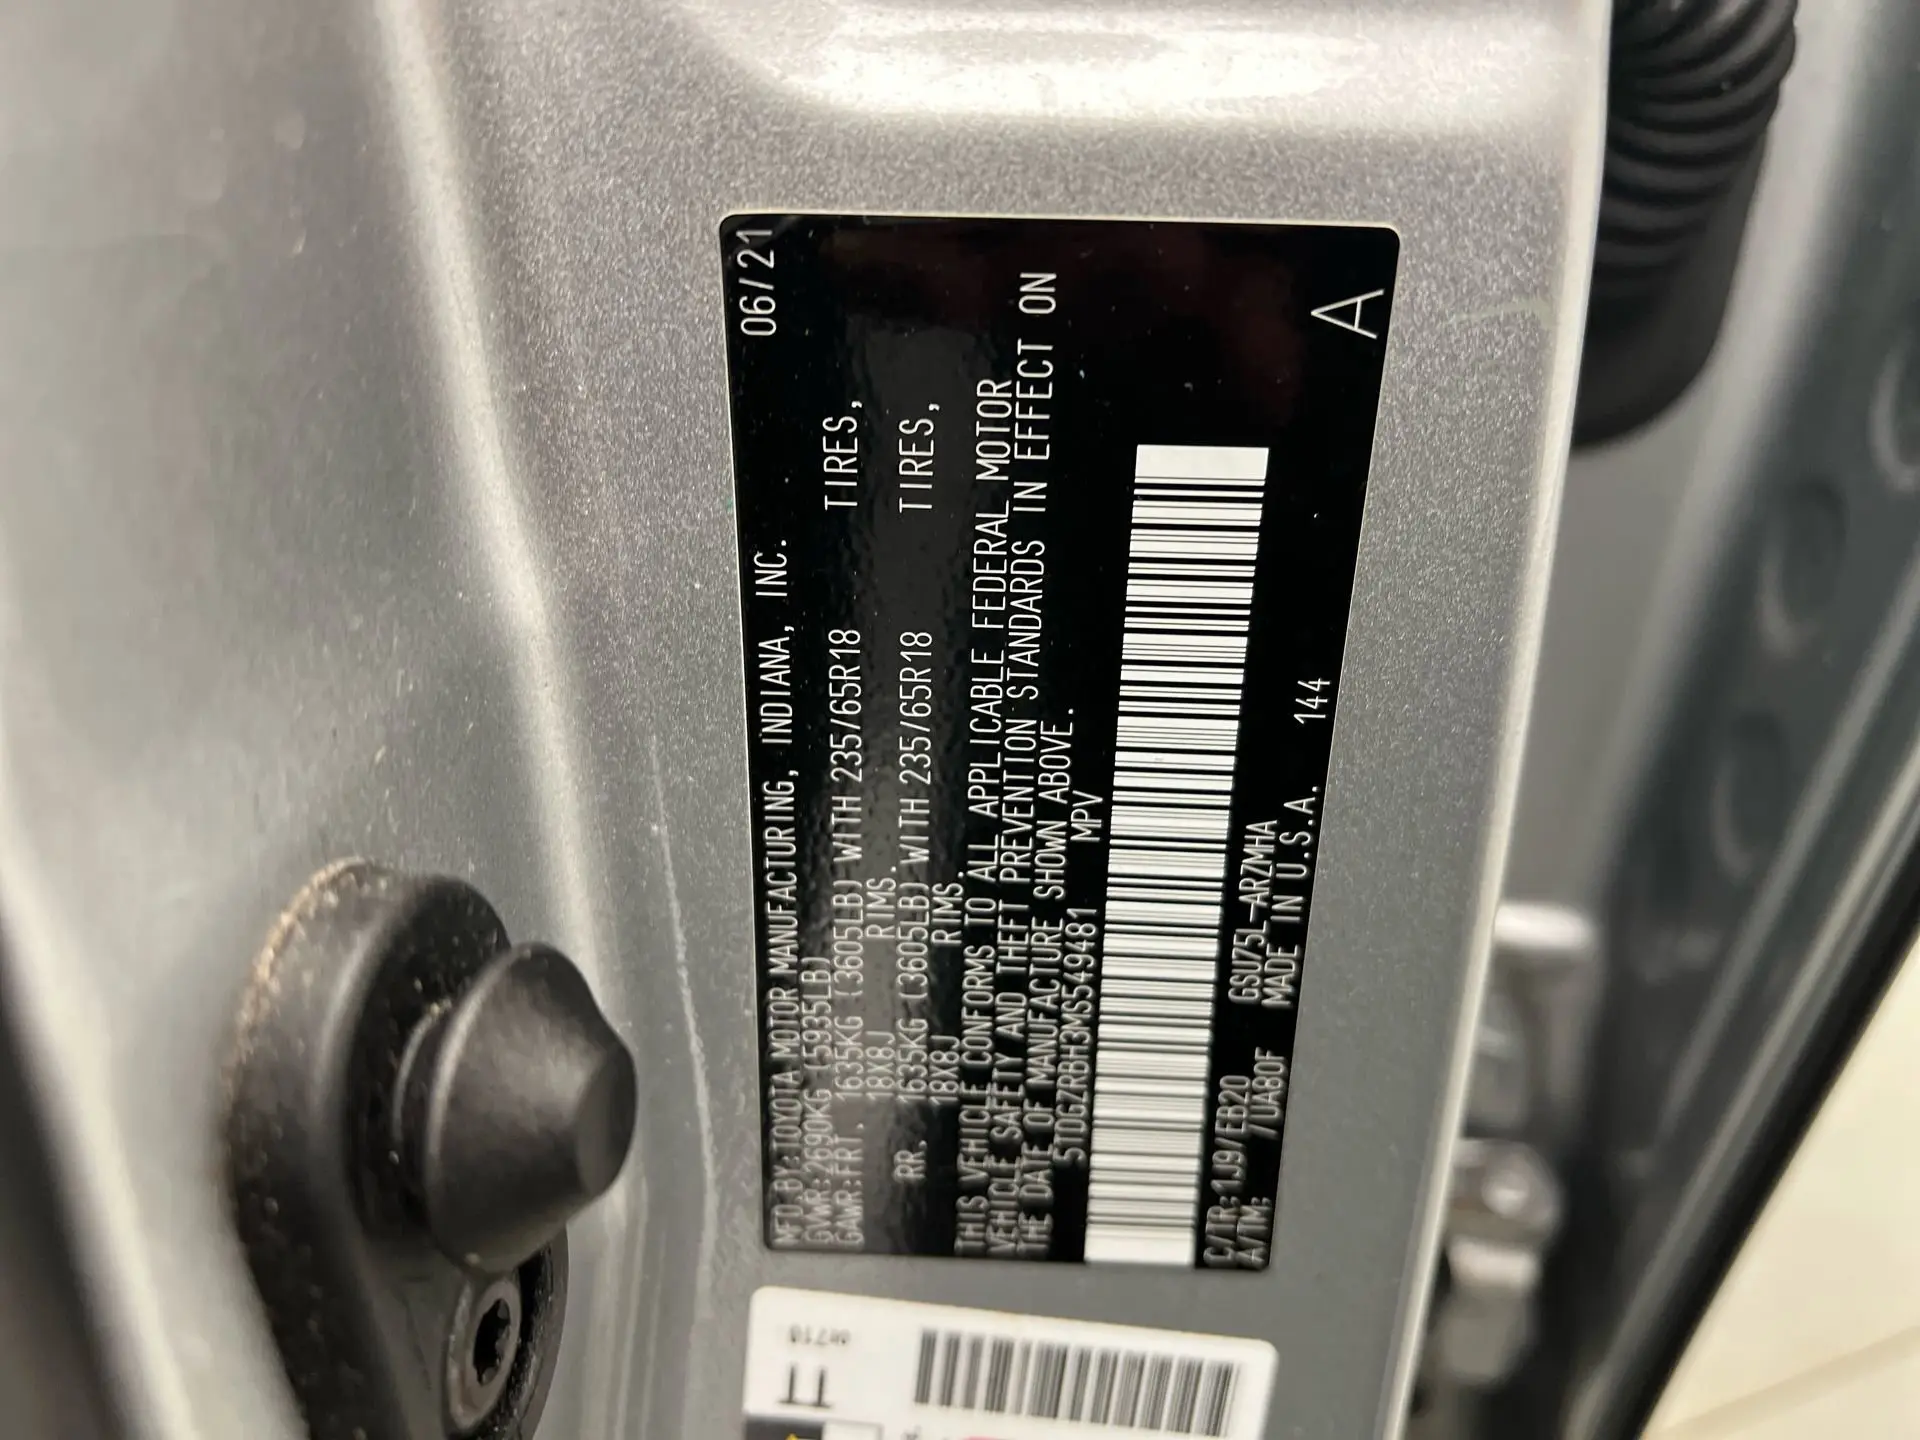 MFD.BY:TOYOTA MOTOR MANUFACTURING, INDIANA, INC. 06/21
GVWR:2690KG (5935LB)
GAWR:FRT. 1635KG (3605LB) WITH 235/65R18 TIRES,
18X8J RIMS.
RR. 1635KG (3605LB) WITH 235/65R18 TIRES,
18X8J RIMS.
THIS VEHICLE CONFORMS TO ALL APPLICABLE FEDERAL MOTOR
VEHICLE SAFETY AND THEFT PREVENTION STANDARDS IN EFFECT ON
THE DATE OF MANUFACTURE SHOWN ABOVE.
5TDGZRBH3MS549481 MPV
C/TR:1J9/EB20 GSU75L-ARZMHA
A/TM: /UA80F MADE IN U.S.A. 144
A